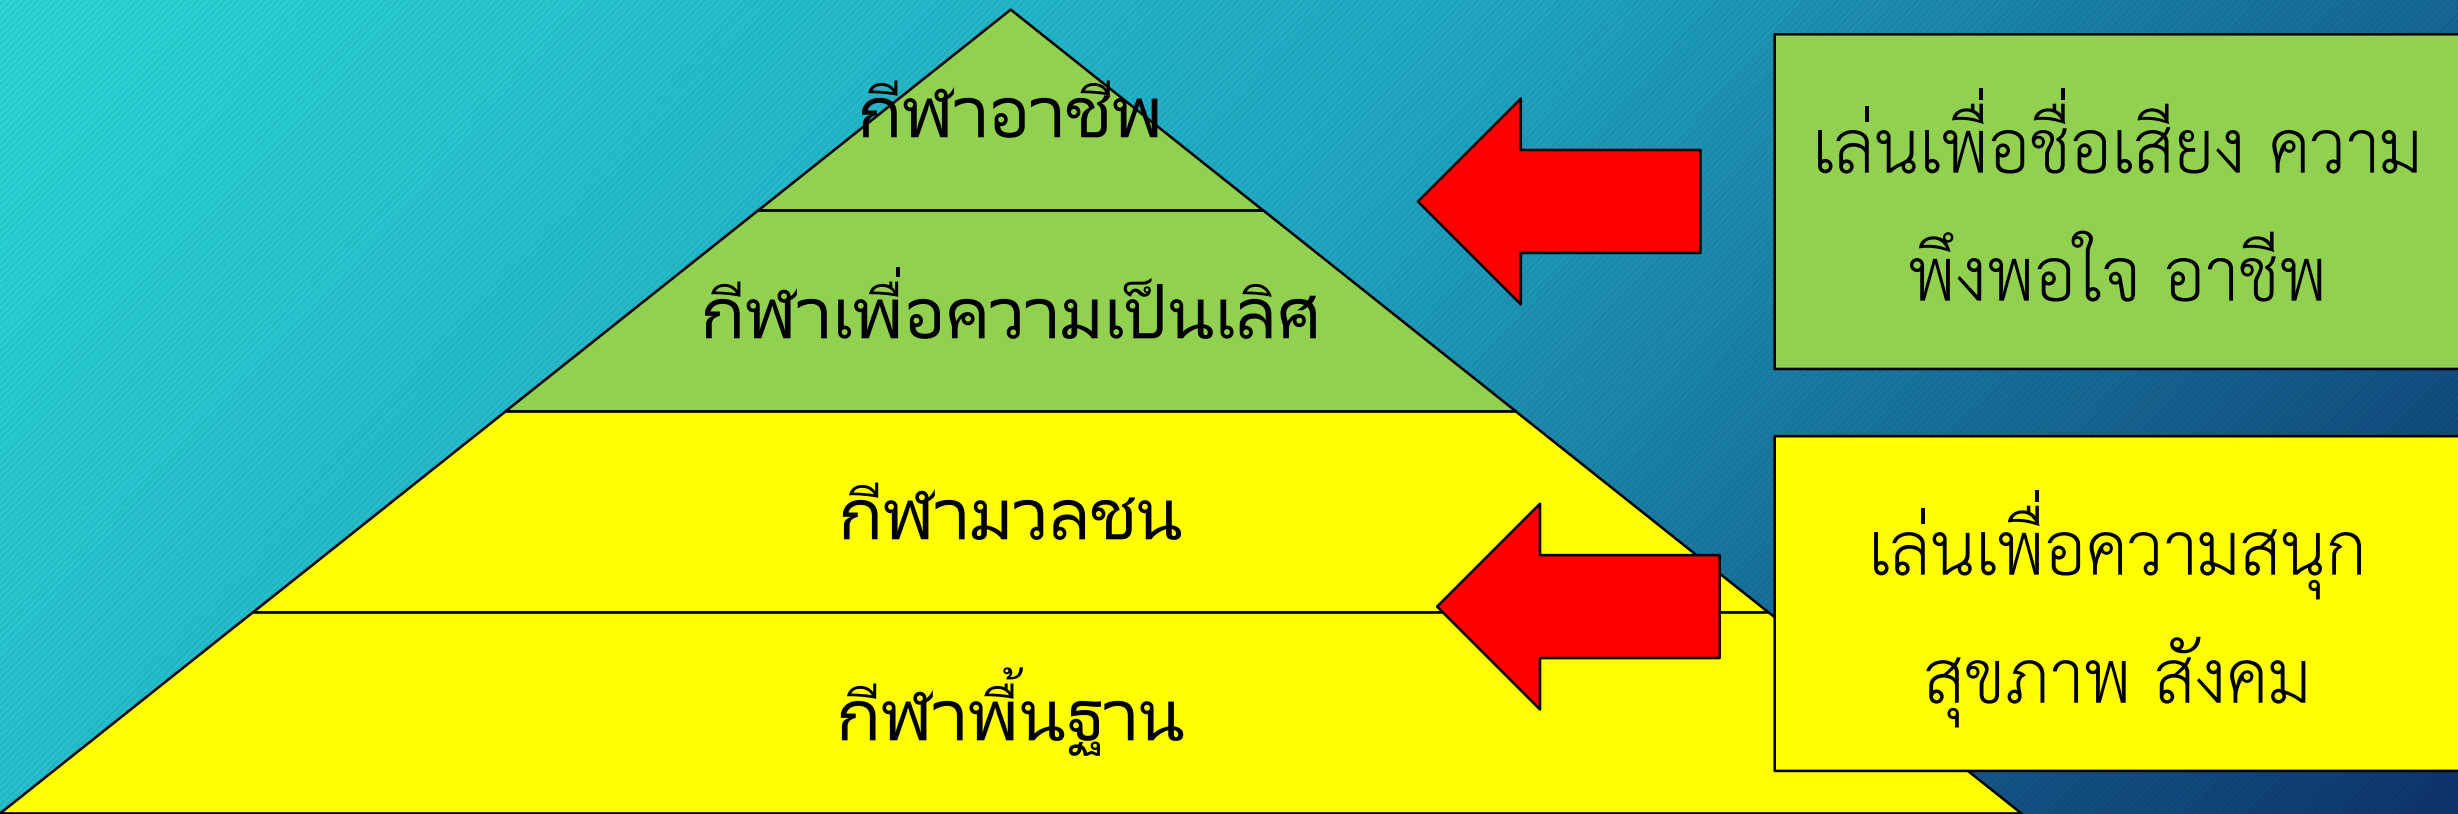 กีฬาอาชีพ
กีฬาเพื่อความเป็นเลิศ
กีฬามวลชน
กีฬาพื้นฐาน
เล่นเพื่อชื่อเสียง ความ
พึงพอใจ อาชีพ
เล่นเพื่อความสนุก
สุขภาพ สังคม